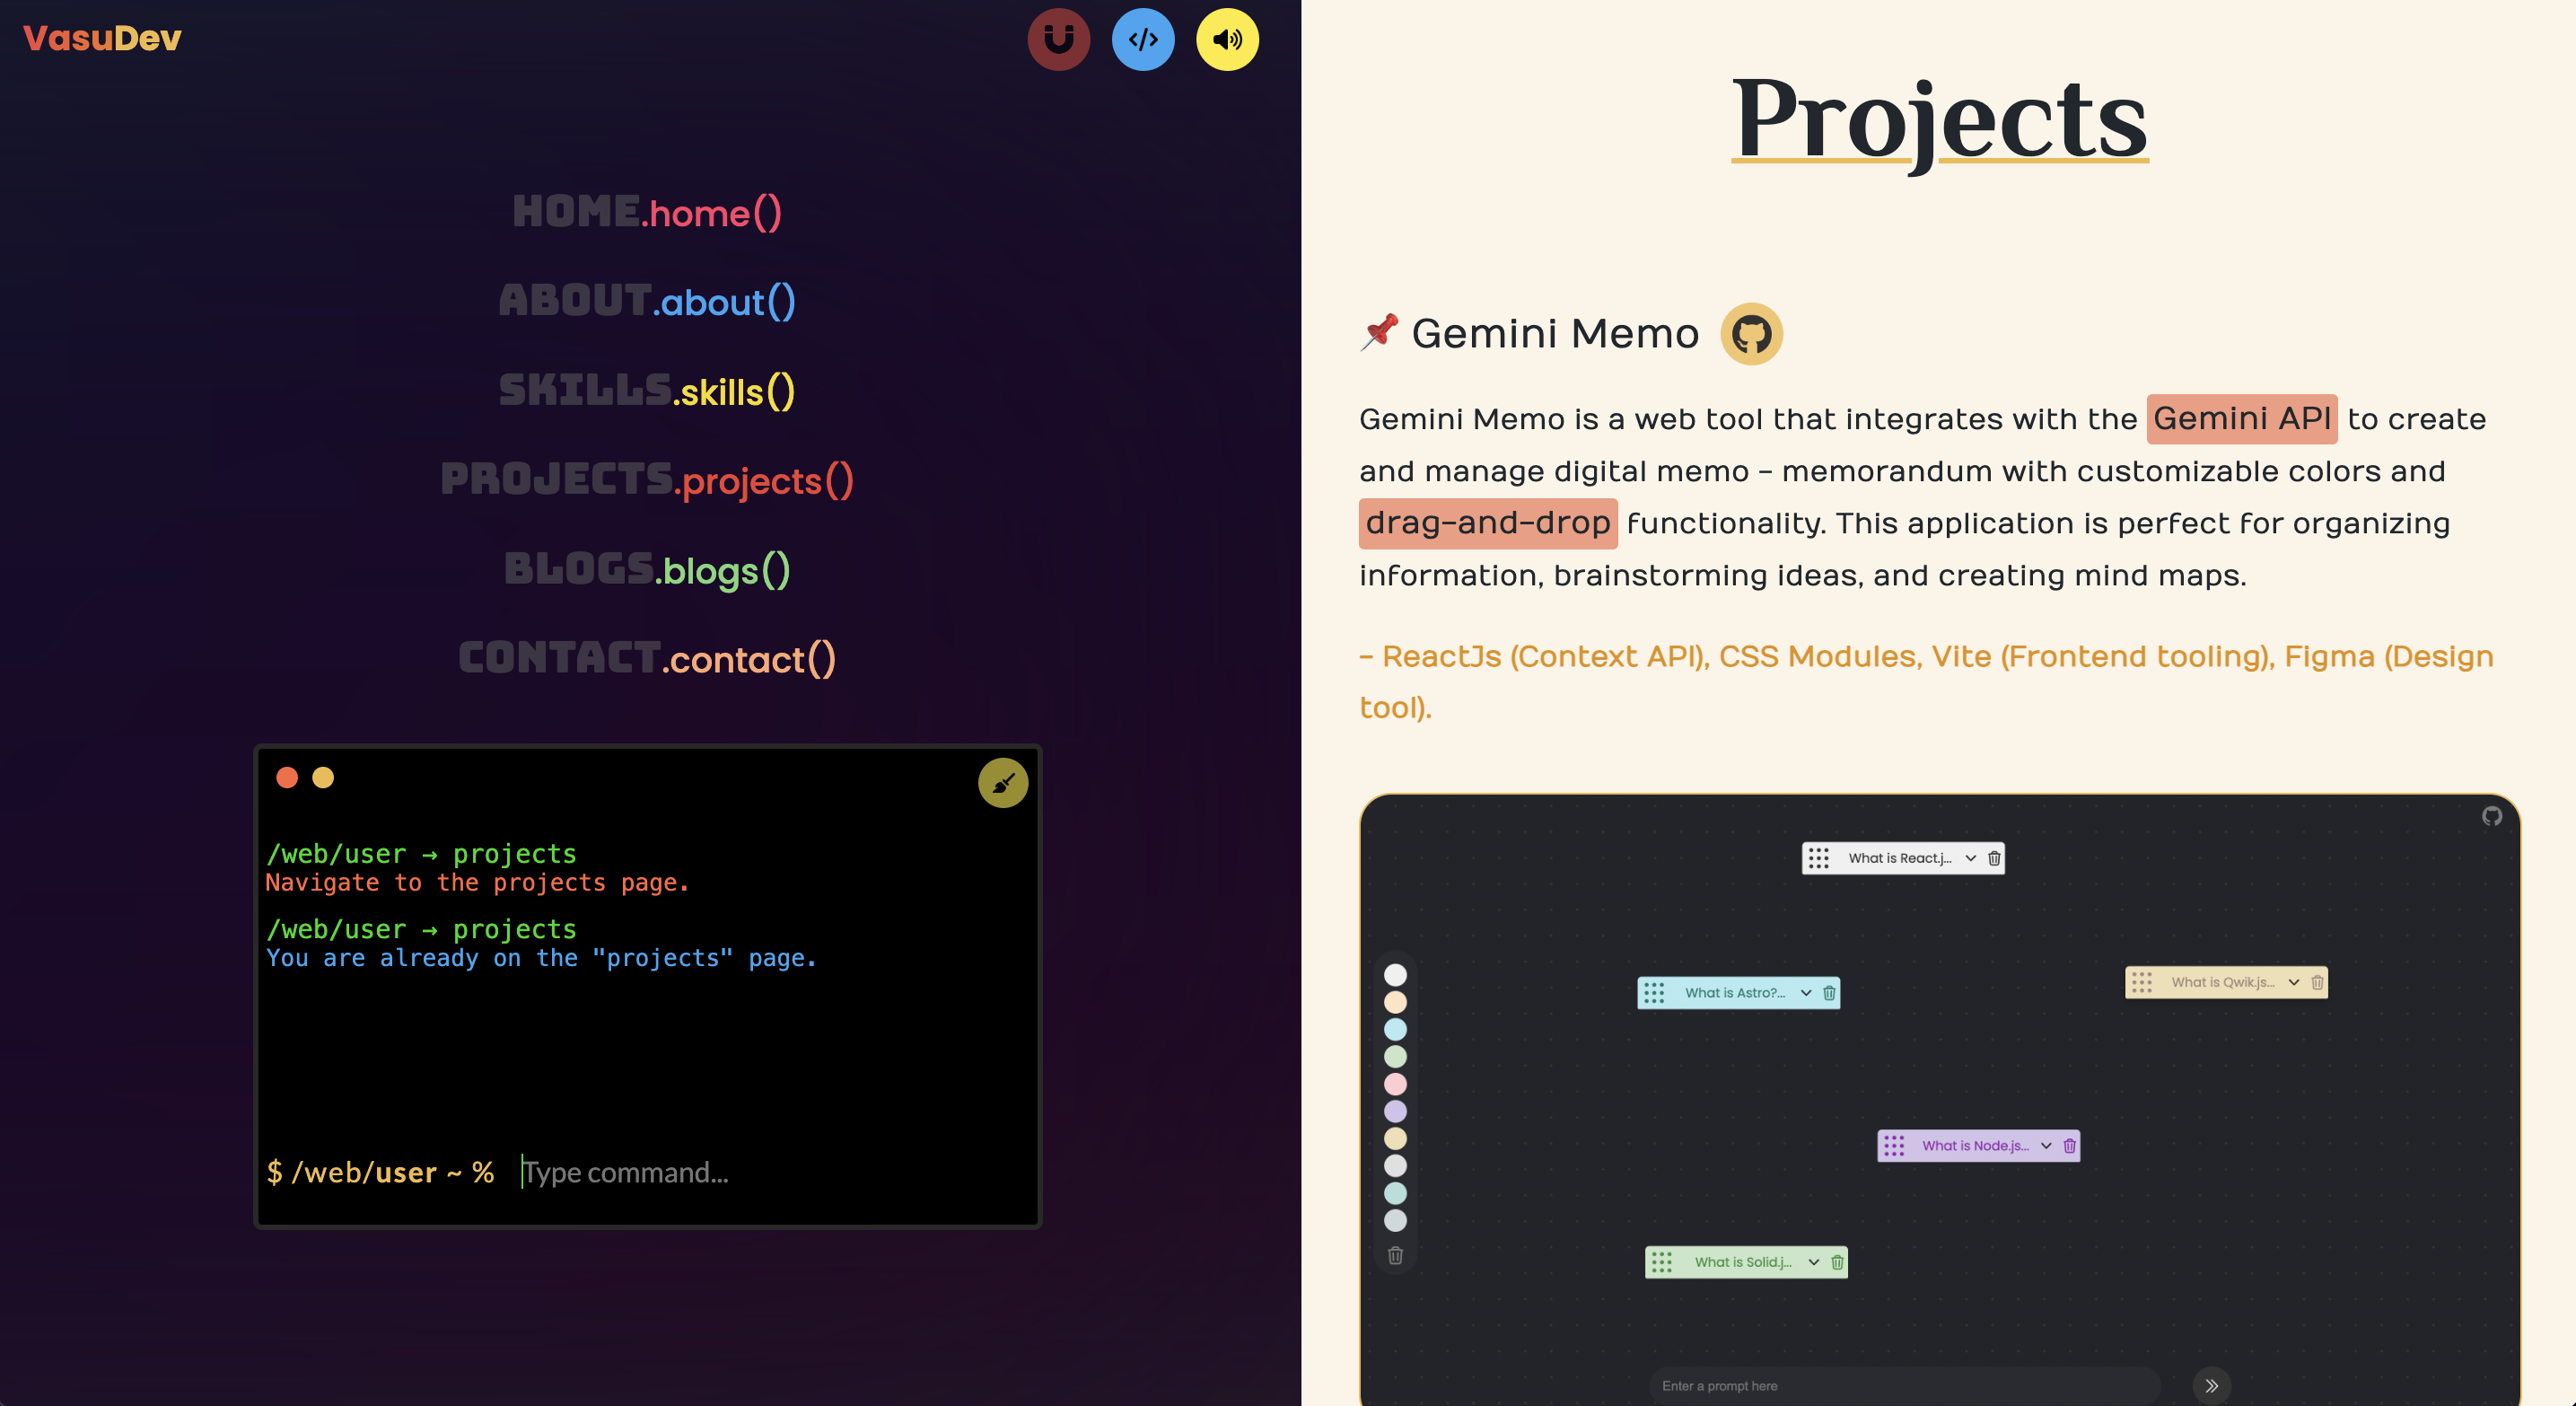 VasuDev
HOME.home()
ABOUT.about()
SKILLS.skills()
PROJECTS.projects()
BLOGS.blogs()
CONTACT.contact()
/web/user → projects
Navigate to the projects page.
/web/user → projects
You are already on the "projects" page.
$ /web/user ~ % Type command...
Projects
📌 Gemini Memo
Gemini Memo is a web tool that integrates with the Gemini API to create
and manage digital memo - memorandum with customizable colors and
drag-and-drop functionality. This application is perfect for organizing
information, brainstorming ideas, and creating mind maps.
- ReactJs (Context API), CSS Modules, Vite (Frontend tooling), Figma (Design
tool).
What is React.j...
What is Astro?...
What is Qwik.js...
What is Node.js...
What is Solid.j...
Enter a prompt here